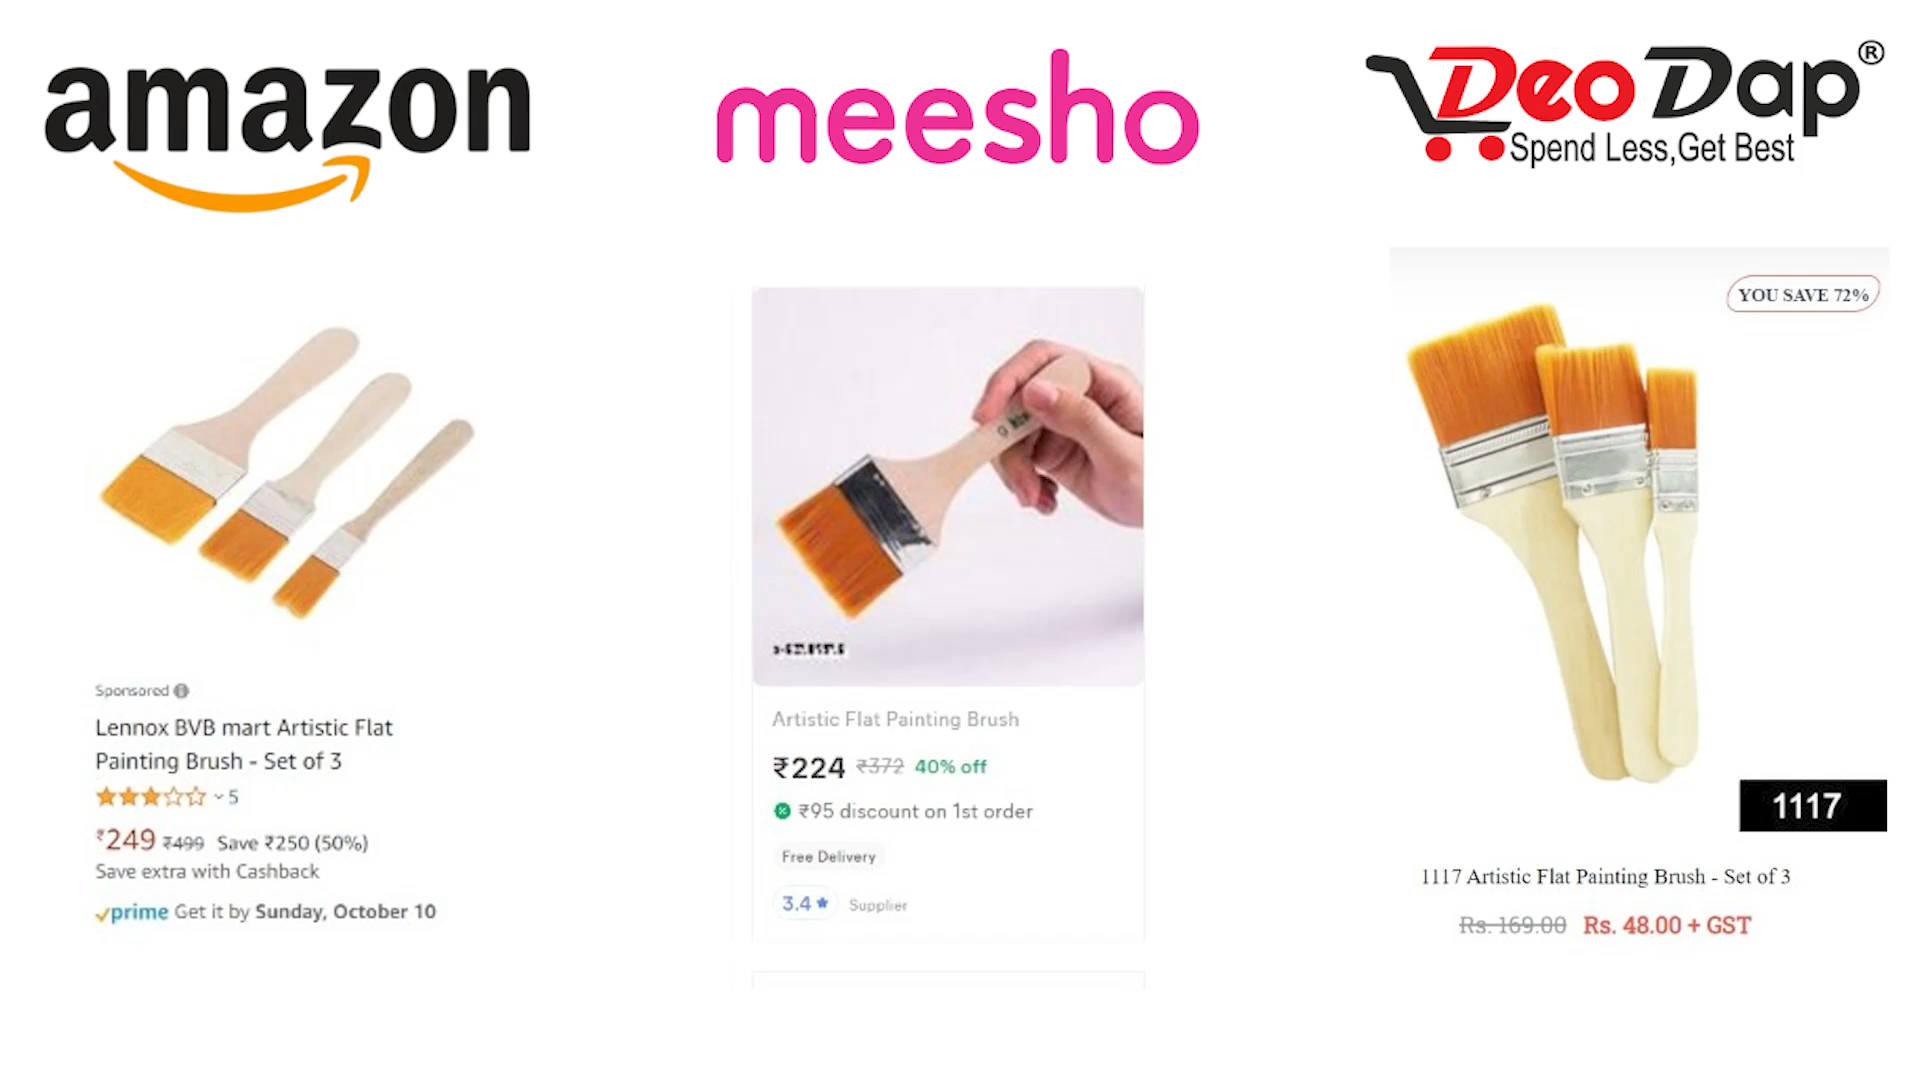 amazon
meesho
DeoDap®
Spend Less,Get Best
Sponsored
Lennox BVB mart Artistic Flat
Painting Brush - Set of 3
5
₹249 ₹499 Save ₹250 (50%)
Save extra with Cashback
prime Get it by Sunday, October 10
Artistic Flat Painting Brush
₹224 ₹372 40% off
₹95 discount on 1st order
Free Delivery
3.4 ★ Supplier
YOU SAVE 72%
1117
1117 Artistic Flat Painting Brush - Set of 3
Rs. 169.00 Rs. 48.00 + GST